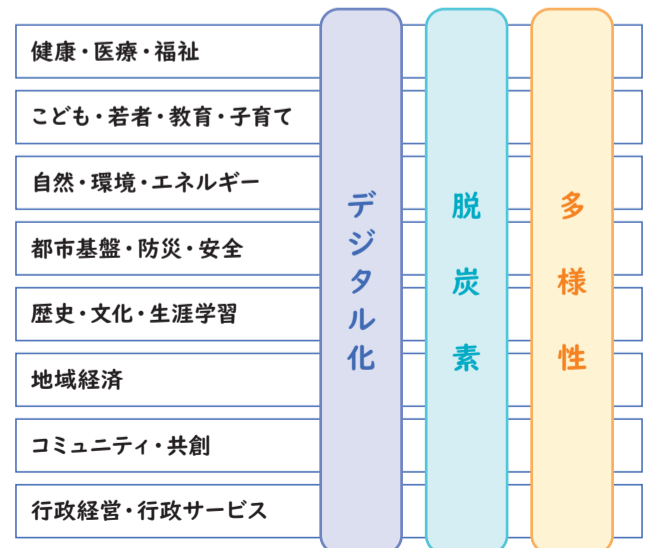 健康・医療・福祉
こども・若者・教育・子育て
自然・環境・エネルギー
都市基盤・防災・安全
歴史・文化・生涯学習
地域経済
コミュニティ・共創
行政経営・行政サービス
デジタル化
脱炭素
多様性